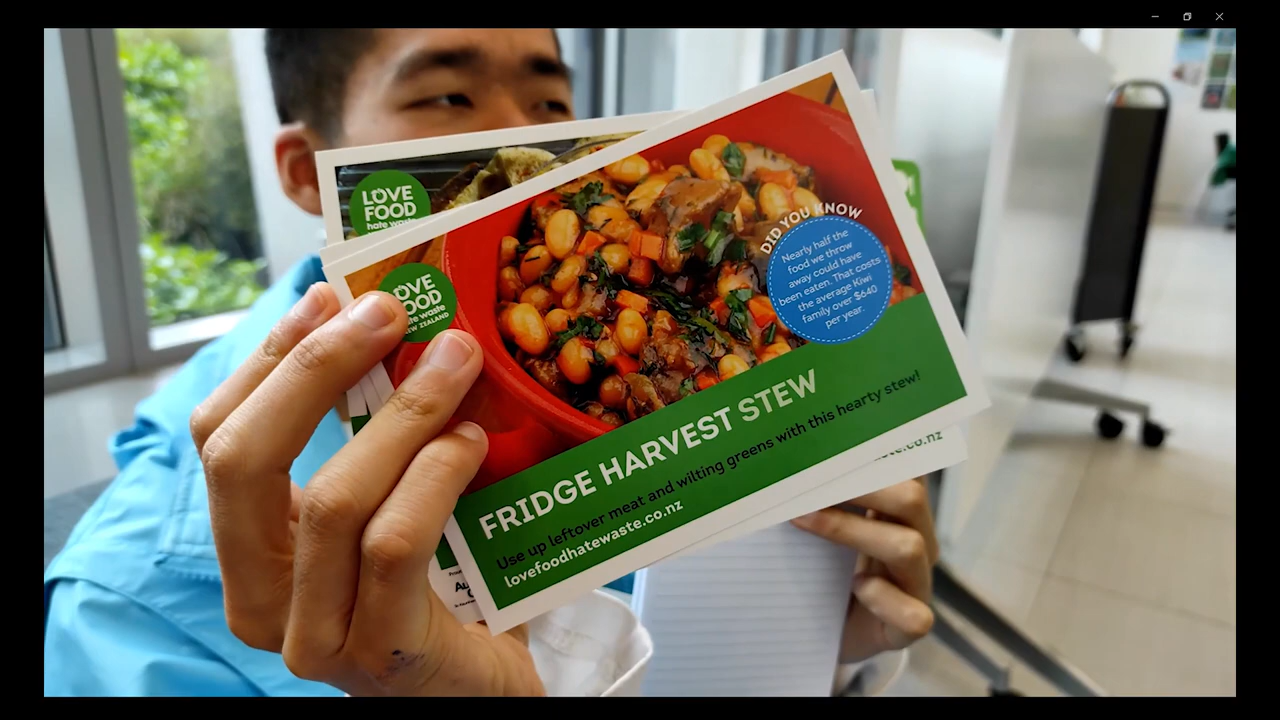 LOVE
FOOD
hate waste
LOVE
FOOD
hate waste
NEW ZEALAND
DID YOU KNOW
Nearly half the
food we throw
away could have
been eaten. That costs
the average Kiwi
family over $640
per year.
FRIDGE HARVEST STEW
Use up leftover meat and wilting greens with this hearty stew!
lovefoodhatewaste.co.nz